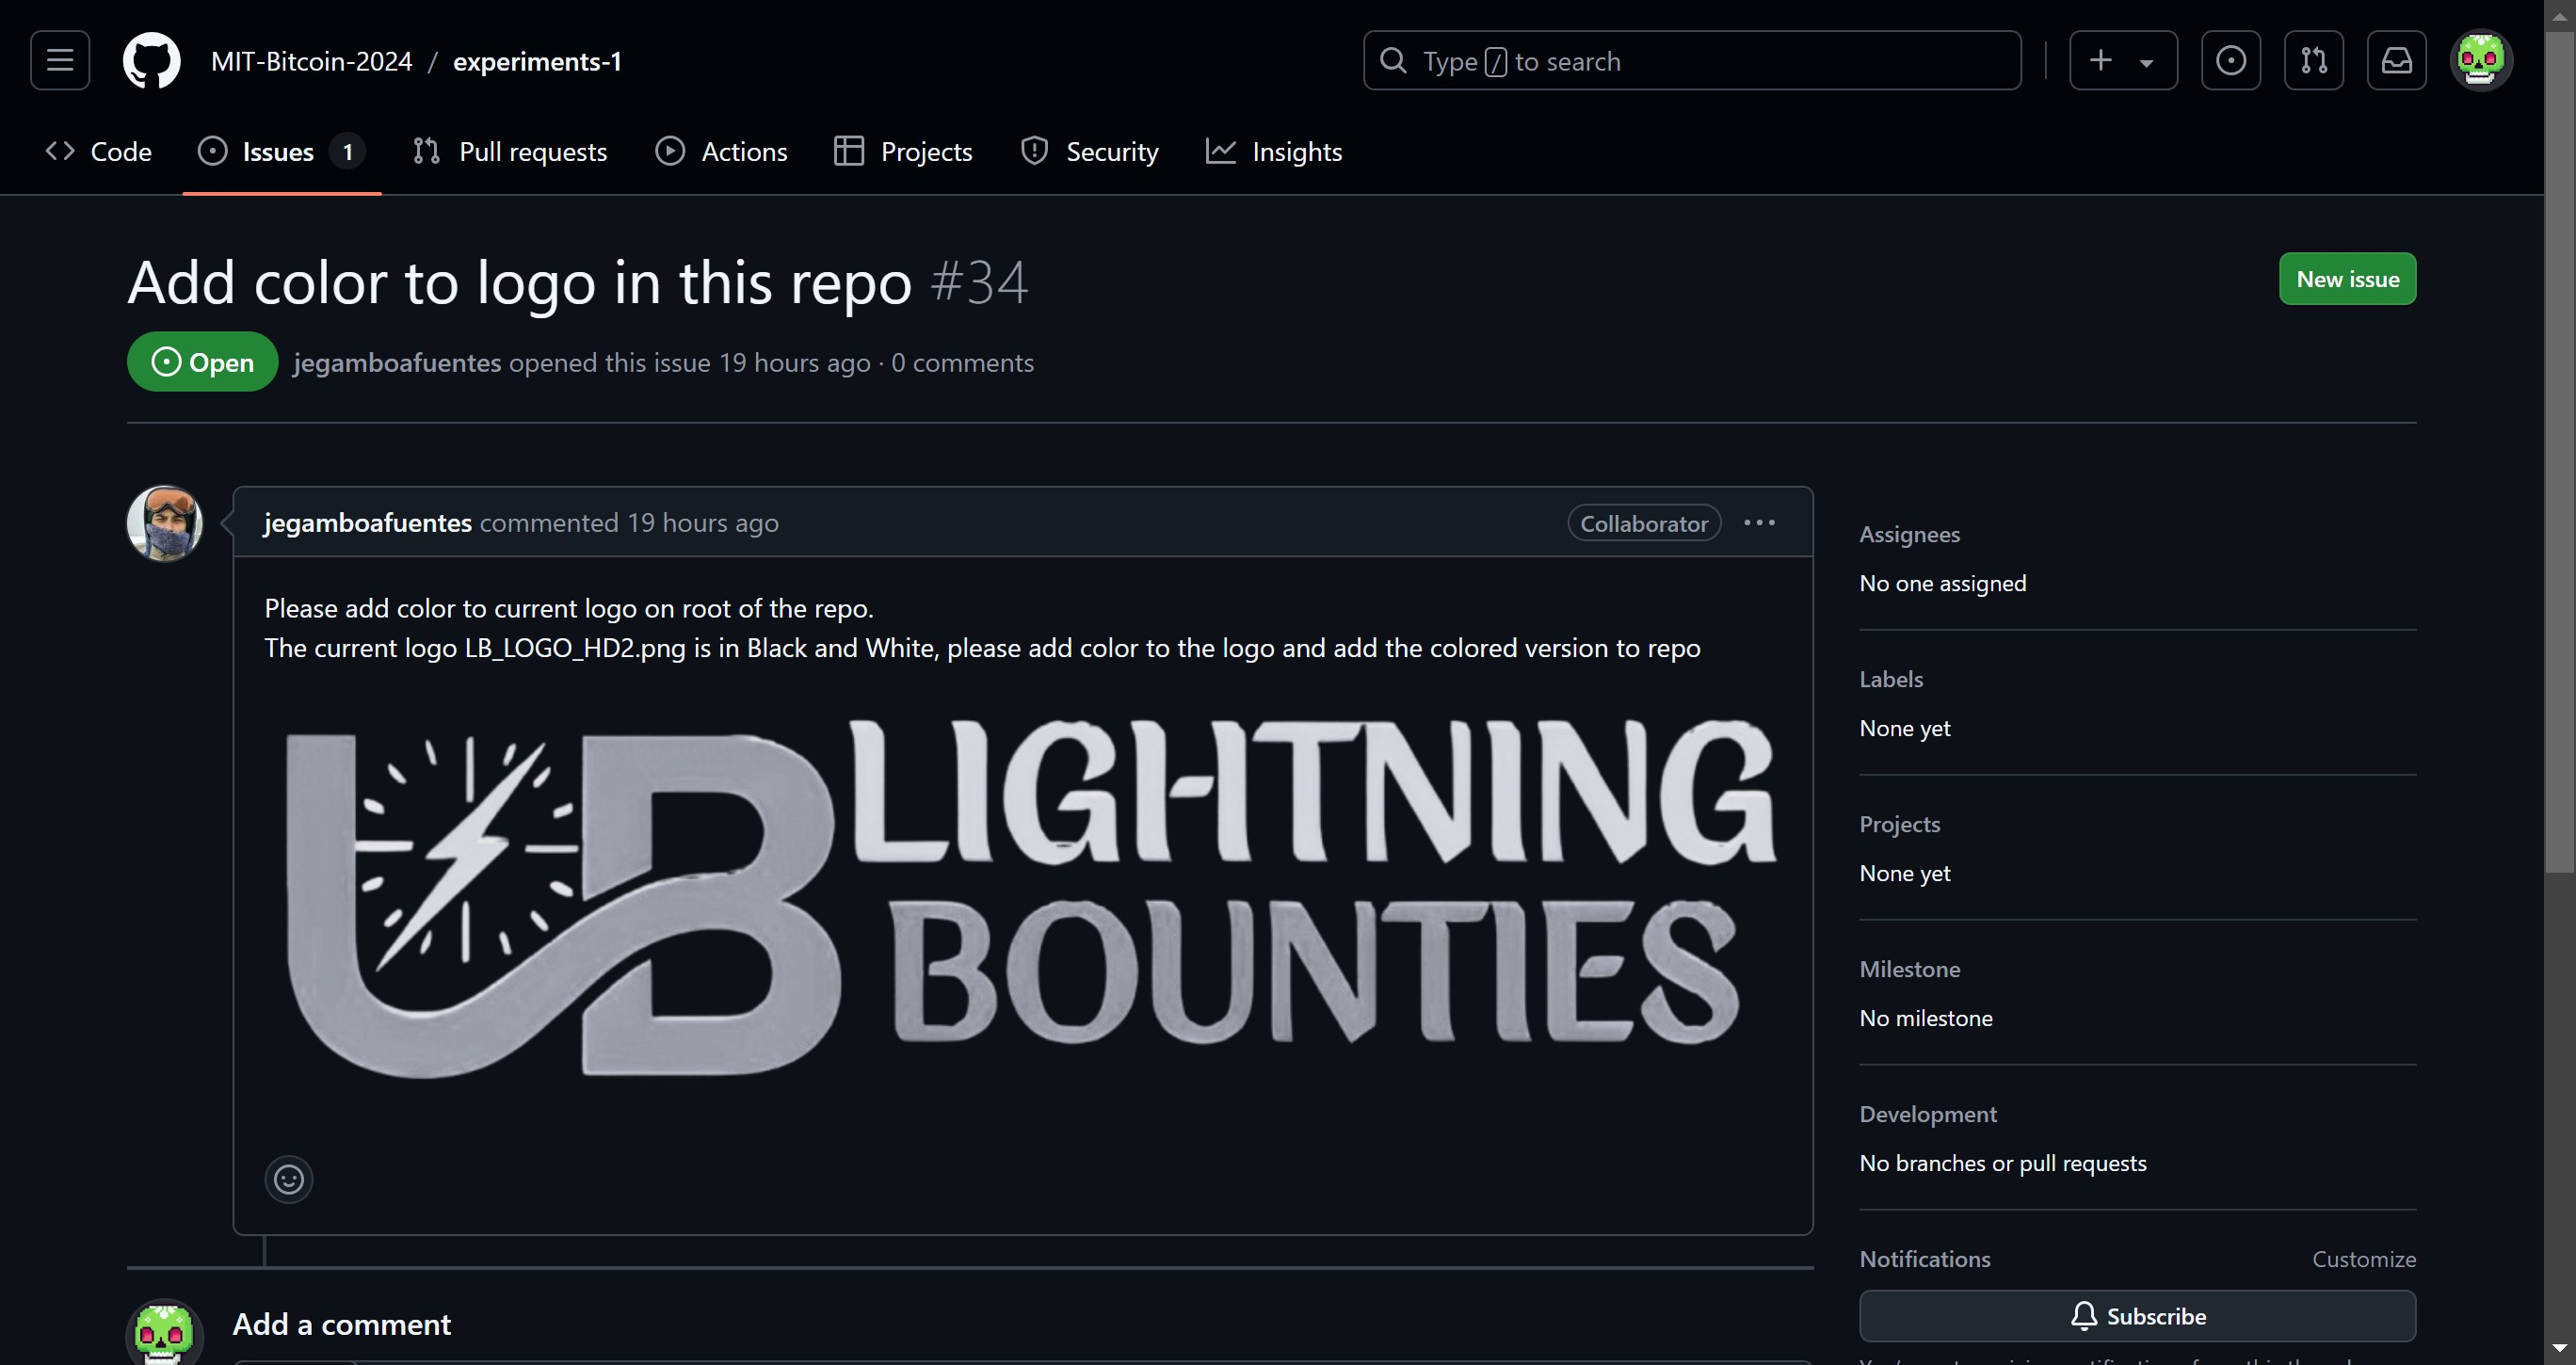 MIT-Bitcoin-2024 / experiments-1
Type / to search
Code
Issues 1
Pull requests
Actions
Projects
Security
Insights
Add color to logo in this repo #34
New issue
Open
jegamboafuentes opened this issue 19 hours ago · 0 comments
jegamboafuentes commented 19 hours ago
Collaborator
Please add color to current logo on root of the repo.
The current logo LB_LOGO_HD2.png is in Black and White, please add color to the logo and add the colored version to repo
LB LIGHTNING
BOUNTIES
Assignees
No one assigned
Labels
None yet
Projects
None yet
Milestone
No milestone
Development
No branches or pull requests
Notifications
Customize
Subscribe
Add a comment